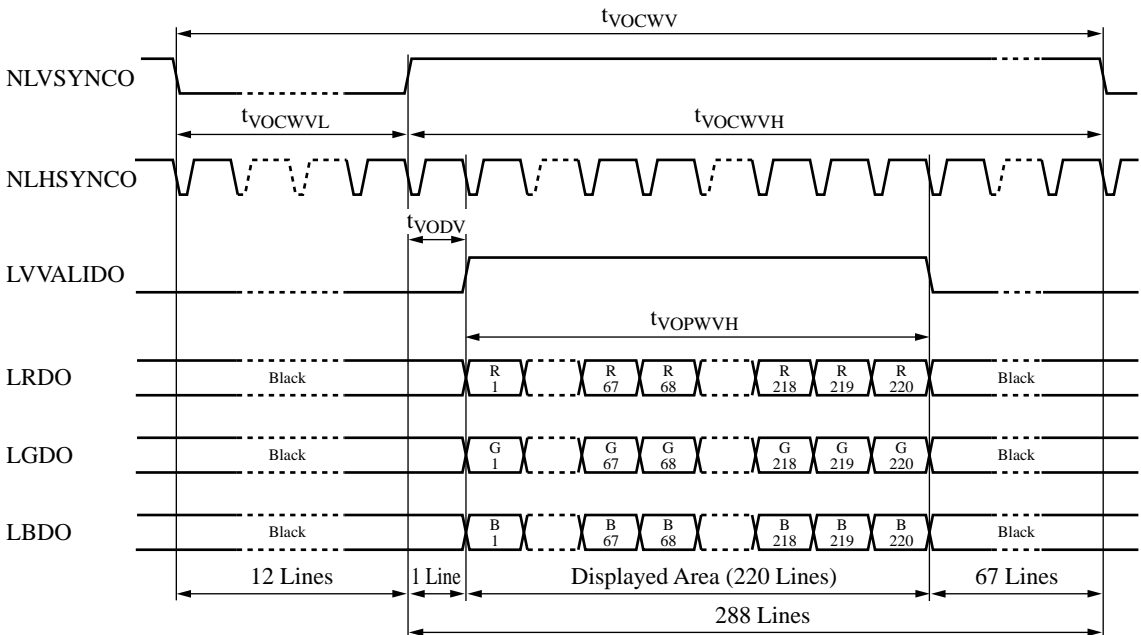 tVOCWV
NLVSYNCO
tVOCWVL tVOCWVH
NLHSYNCO
tVODV
LVVALIDO
tVOPWVH
LRDO Black R 1 R 67 R 68 R 218 R 219 R 220 Black
LGDO Black G 1 G 67 G 68 G 218 G 219 G 220 Black
LBDO Black B 1 B 67 B 68 B 218 B 219 B 220 Black
12 Lines 1 Line Displayed Area (220 Lines) 67 Lines
288 Lines